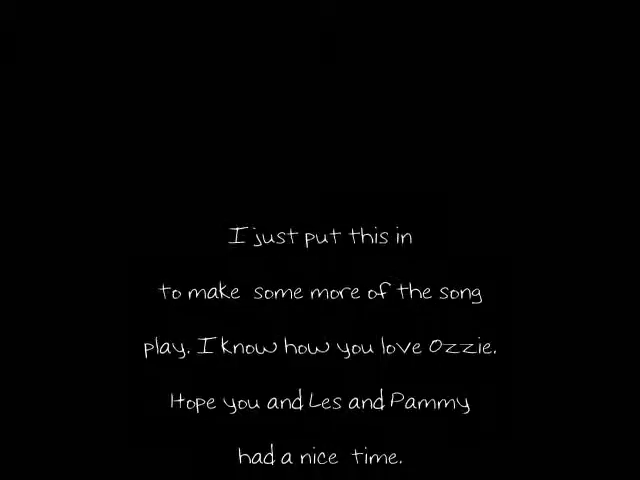 I just put this in
to make some more of the song
play. I know how you love Ozzie.
Hope you and Les and Pammy
had a nice time.